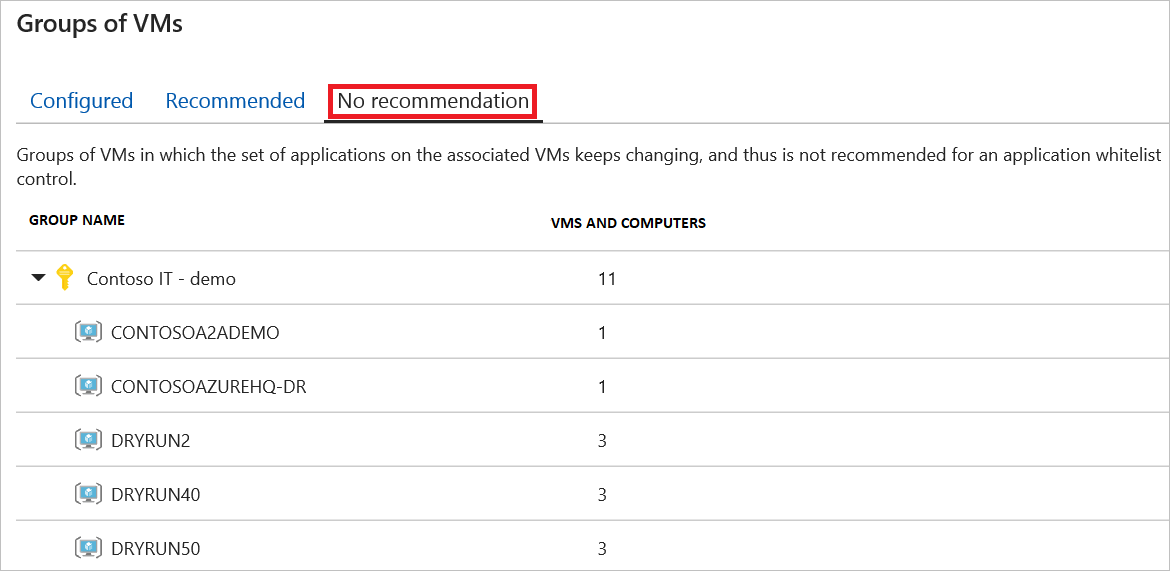 Groups of VMs
Configured Recommended No recommendation
Groups of VMs in which the set of applications on the associated VMs keeps changing, and thus is not recommended for an application whitelist
control.
GROUP NAME VMS AND COMPUTERS
Contoso IT - demo 11
CONTOSOA2ADEMO 1
CONTOSOAZUREHQ-DR 1
DRYRUN2 3
DRYRUN40 3
DRYRUN50 3